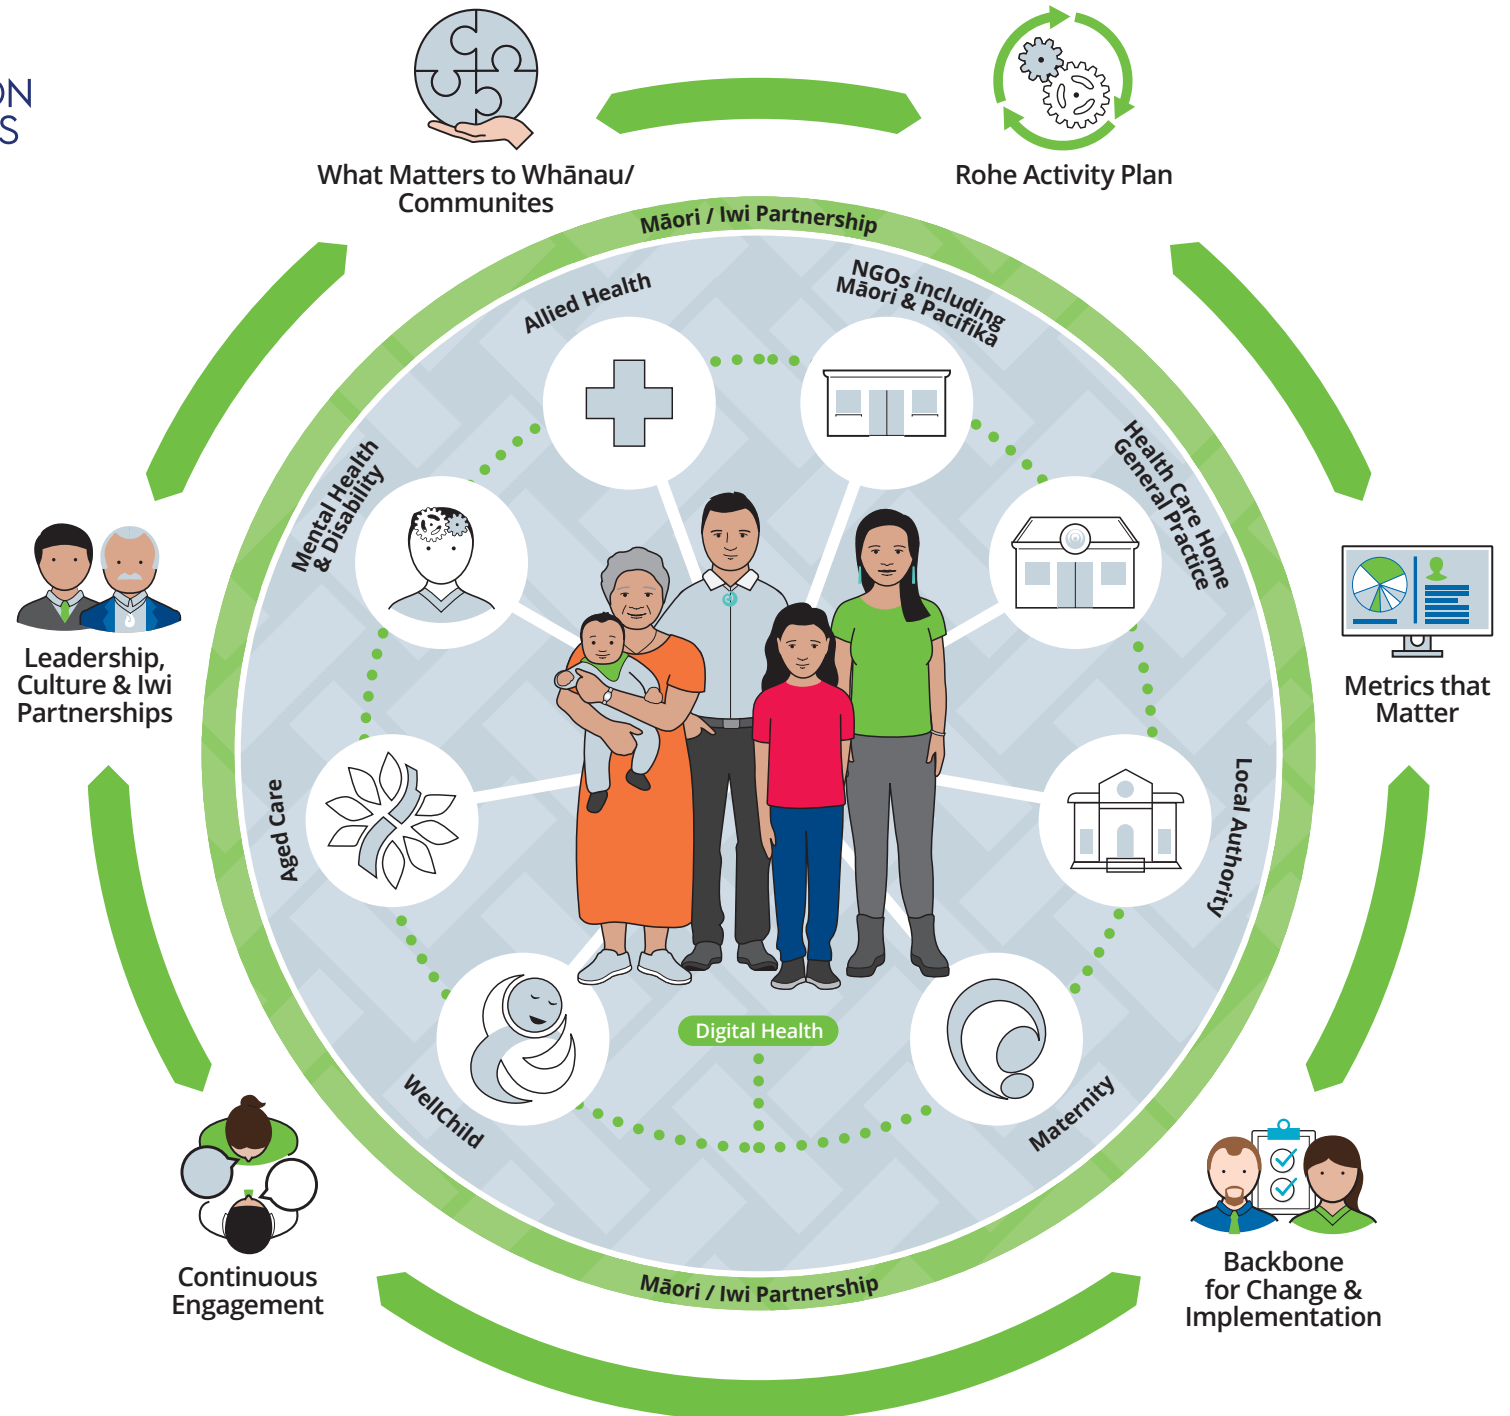 ON
S
What Matters to Whānau/
Communites
Rohe Activity Plan
Māori / Iwi Partnership
Allied Health
NGOs including
Māori & Pacifika
Mental Health
& Disability
Health Care Home
General Practice
Leadership,
Culture & Iwi
Partnerships
Metrics that
Matter
Aged Care
Local Authority
Digital Health
WellChild
Maternity
Continuous
Engagement
Māori / Iwi Partnership
Backbone
for Change &
Implementation